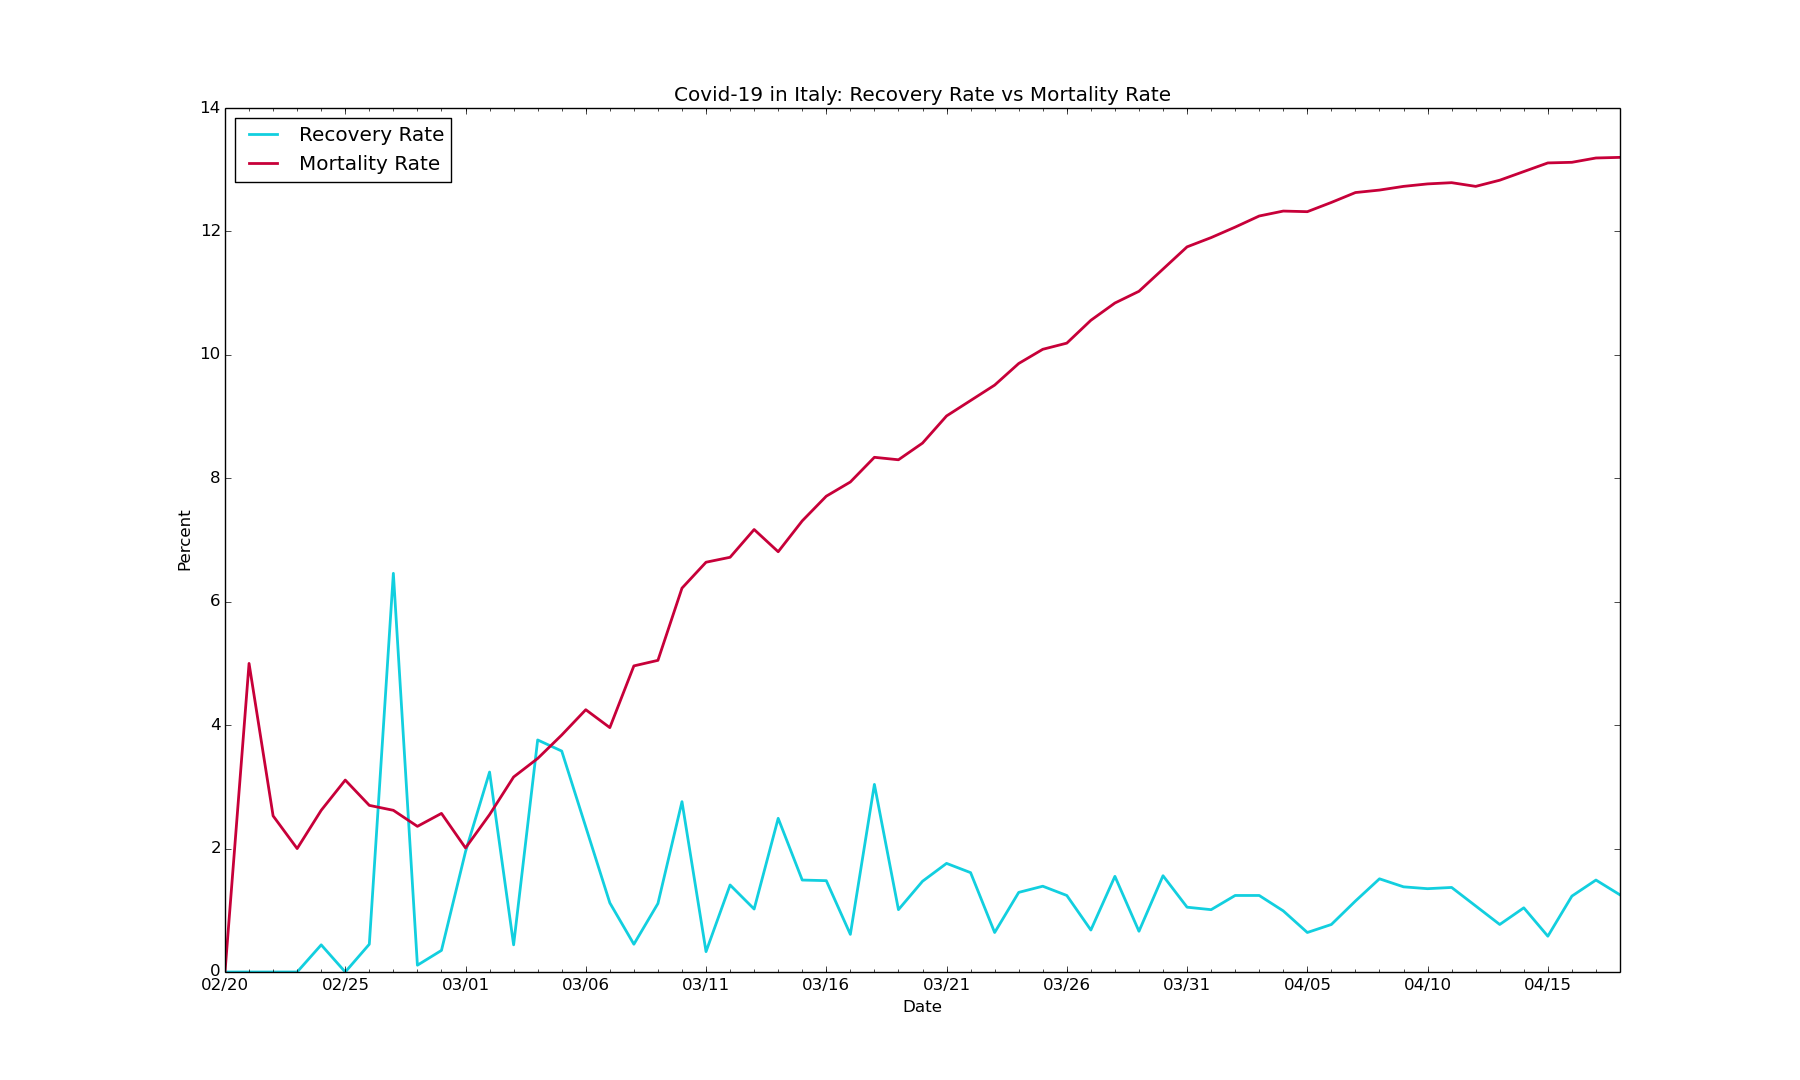 Covid-19 in Italy: Recovery Rate vs Mortality Rate
14
Recovery Rate
Mortality Rate
12
10
8
Percent
6
4
2
0
02/20 02/25 03/01 03/06 03/11 03/16 03/21 03/26 03/31 04/05 04/10 04/15
Date